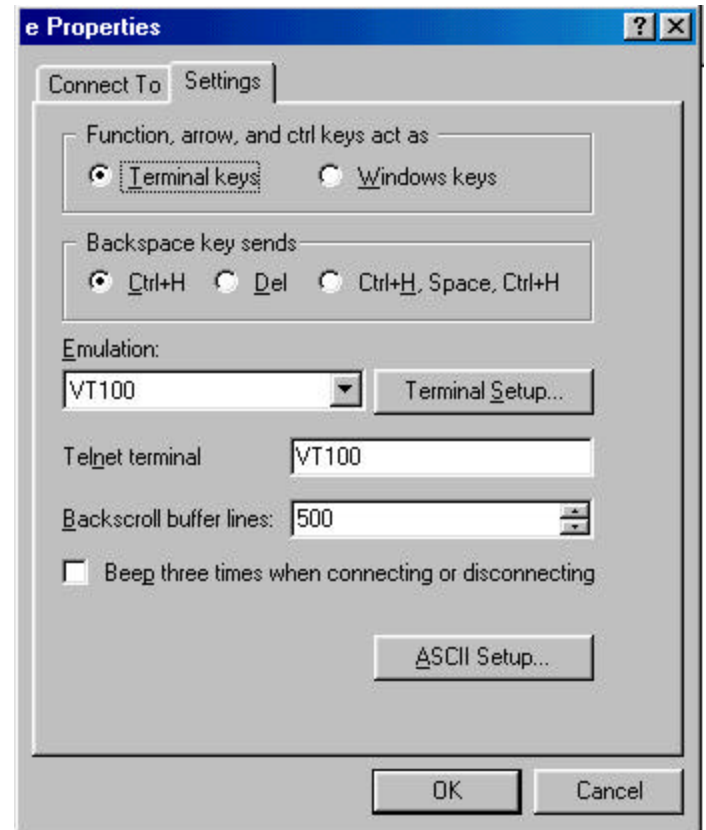 e Properties
Connect To Settings
Function, arrow, and ctrl keys act as
Terminal keys Windows keys
Backspace key sends
Ctrl+H Del Ctrl+H, Space, Ctrl+H
Emulation:
VT100 Terminal Setup...
Telnet terminal VT100
Backscroll buffer lines: 500
Beep three times when connecting or disconnecting
ASCII Setup...
OK Cancel